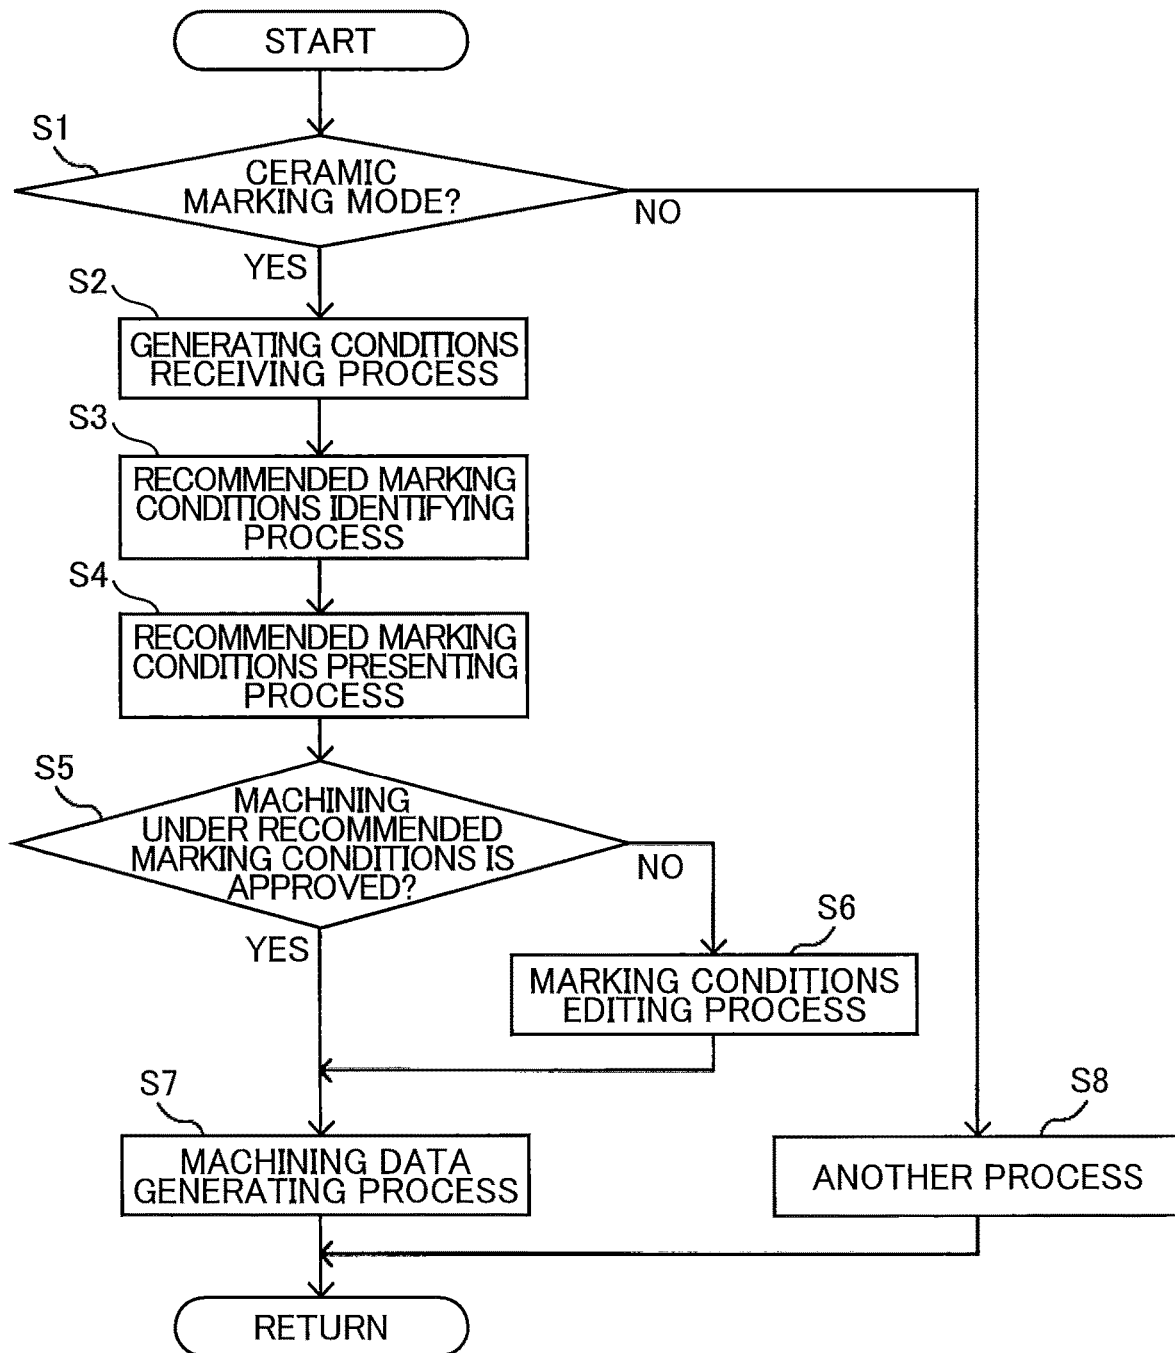 START
S1
CERAMIC
MARKING MODE?
NO
YES
S2
GENERATING CONDITIONS
RECEIVING PROCESS
S3
RECOMMENDED MARKING
CONDITIONS IDENTIFYING
PROCESS
S4
RECOMMENDED MARKING
CONDITIONS PRESENTING
PROCESS
S5
MACHINING
UNDER RECOMMENDED
MARKING CONDITIONS IS
APPROVED?
NO
YES
S6
MARKING CONDITIONS
EDITING PROCESS
S7
MACHINING DATA
GENERATING PROCESS
S8
ANOTHER PROCESS
RETURN